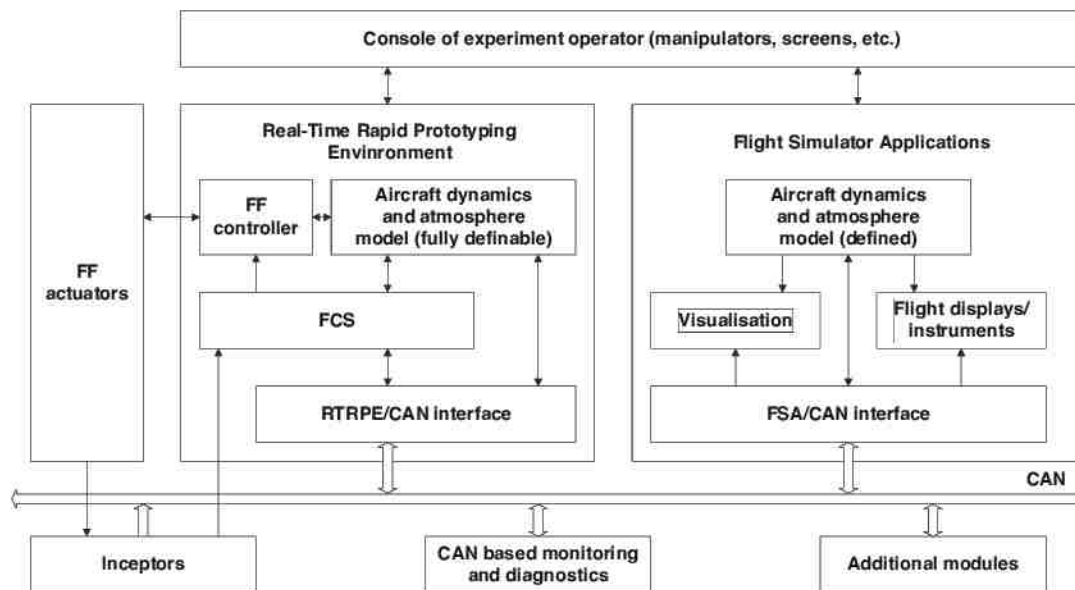 Console of experiment operator (manipulators, screens, etc.)
Real-Time Rapid Prototyping
Envinronment
Flight Simulator Applications
FF
controller
Aircraft dynamics
and atmosphere
model (fully definable)
Aircraft dynamics
and atmosphere
model (defined)
FF
actuators
FCS
Visualisation
Flight displays/
instruments
RTRPE/CAN interface
FSA/CAN interface
CAN
Inceptors
CAN based monitoring
and diagnostics
Additional modules